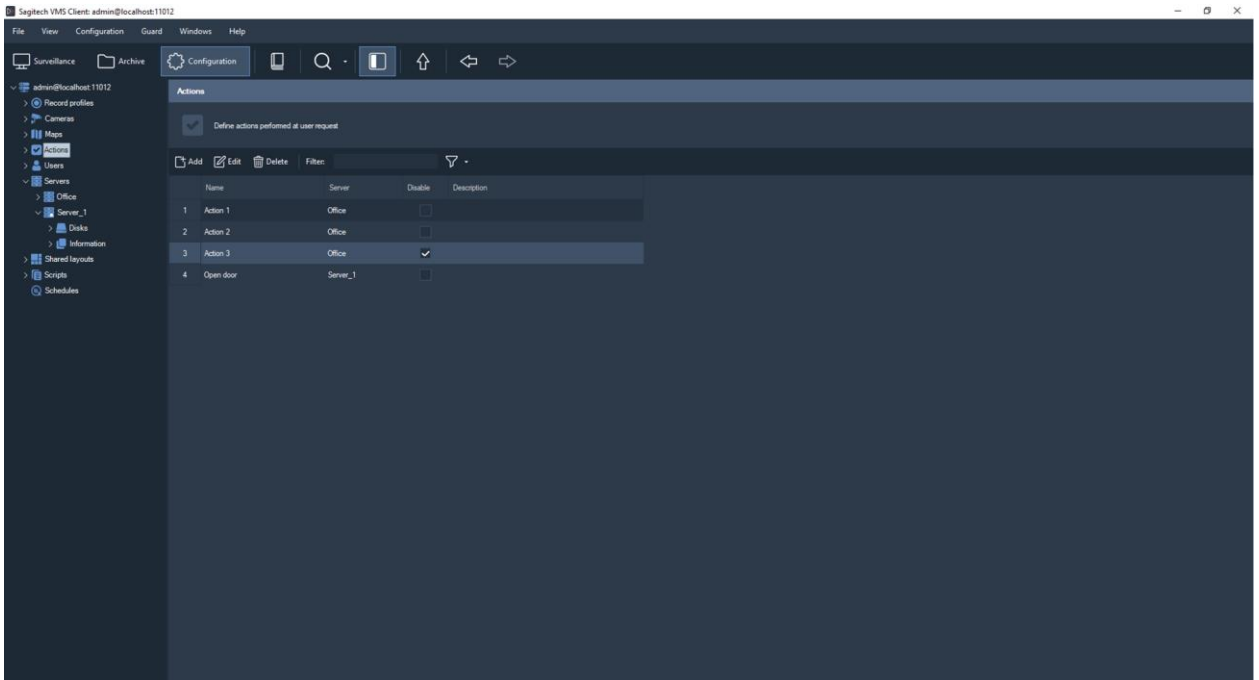 Sagitech VMS Client: admin@localhost:11012
File View Configuration Guard Windows Help
Surveillance Archive Configuration
admin@localhost:11012
Record profiles
Cameras
Maps
Actions
Users
Servers
Office
Server_1
Disks
Information
Shared layouts
Scripts
Schedules
Actions
Define actions performed at user request
Add Edit Delete Filter:
Name Server Disable Description
1 Action 1 Office
2 Action 2 Office
3 Action 3 Office
4 Open door Server_1